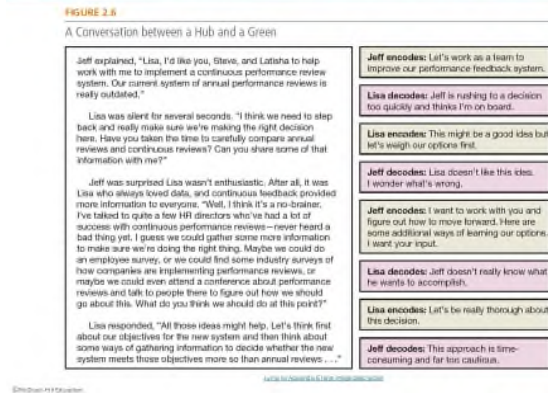 FIGURE 2.6
A Conversation between a Hub and a Green
Jeff explained, "Lisa, I'd like you, Steve, and Latisha to help
work with me to implement a continuous performance review
system. Our current system of annual performance reviews is
really outdated."
Lisa was silent for several seconds. "I think we need to step
back and really make sure we're making the right decision
here. Have you taken the time to carefully compare annual
reviews and continuous reviews? Can you share some of that
information with me?"
Jeff was surprised Lisa wasn't enthusiastic. After all, it was
Lisa who always loved data, and continuous feedback provided
more information to everyone. "Well, I think it's a no-brainer.
I've talked to quite a few HR directors who've had a lot of
success with continuous performance reviews—never heard a
bad thing yet. I guess we could gather some more information
to make sure we're doing the right thing. Maybe we could do
an employee survey, or we could find some industry surveys of
how companies are implementing performance reviews, or
maybe we could even attend a conference about performance
reviews and talk to people there to figure out how we should
go about this. What do you think we should do at this point?"
Lisa responded, "All those ideas might help. Let's think first
about our objectives for the new system and then think about
some ways of gathering information to decide whether the new
system meets those objectives more so than annual reviews . . ."
Jeff encodes: Let's work as a team to
improve our performance feedback system.
Lisa decodes: Jeff is rushing to a decision
too quickly and thinks I'm on board.
Lisa encodes: This might be a good idea but
let's weigh our options first.
Jeff decodes: Lisa doesn't like this idea.
I wonder what's wrong.
Jeff encodes: I want to work with you and
figure out how to move forward. Here are
some additional ways of learning our options.
I want your input.
Lisa decodes: Jeff doesn't really know what
he wants to accomplish.
Lisa encodes: Let's be really thorough about
this decision.
Jeff decodes: This approach is time-
consuming and far too cautious.
©McGraw-Hill Education